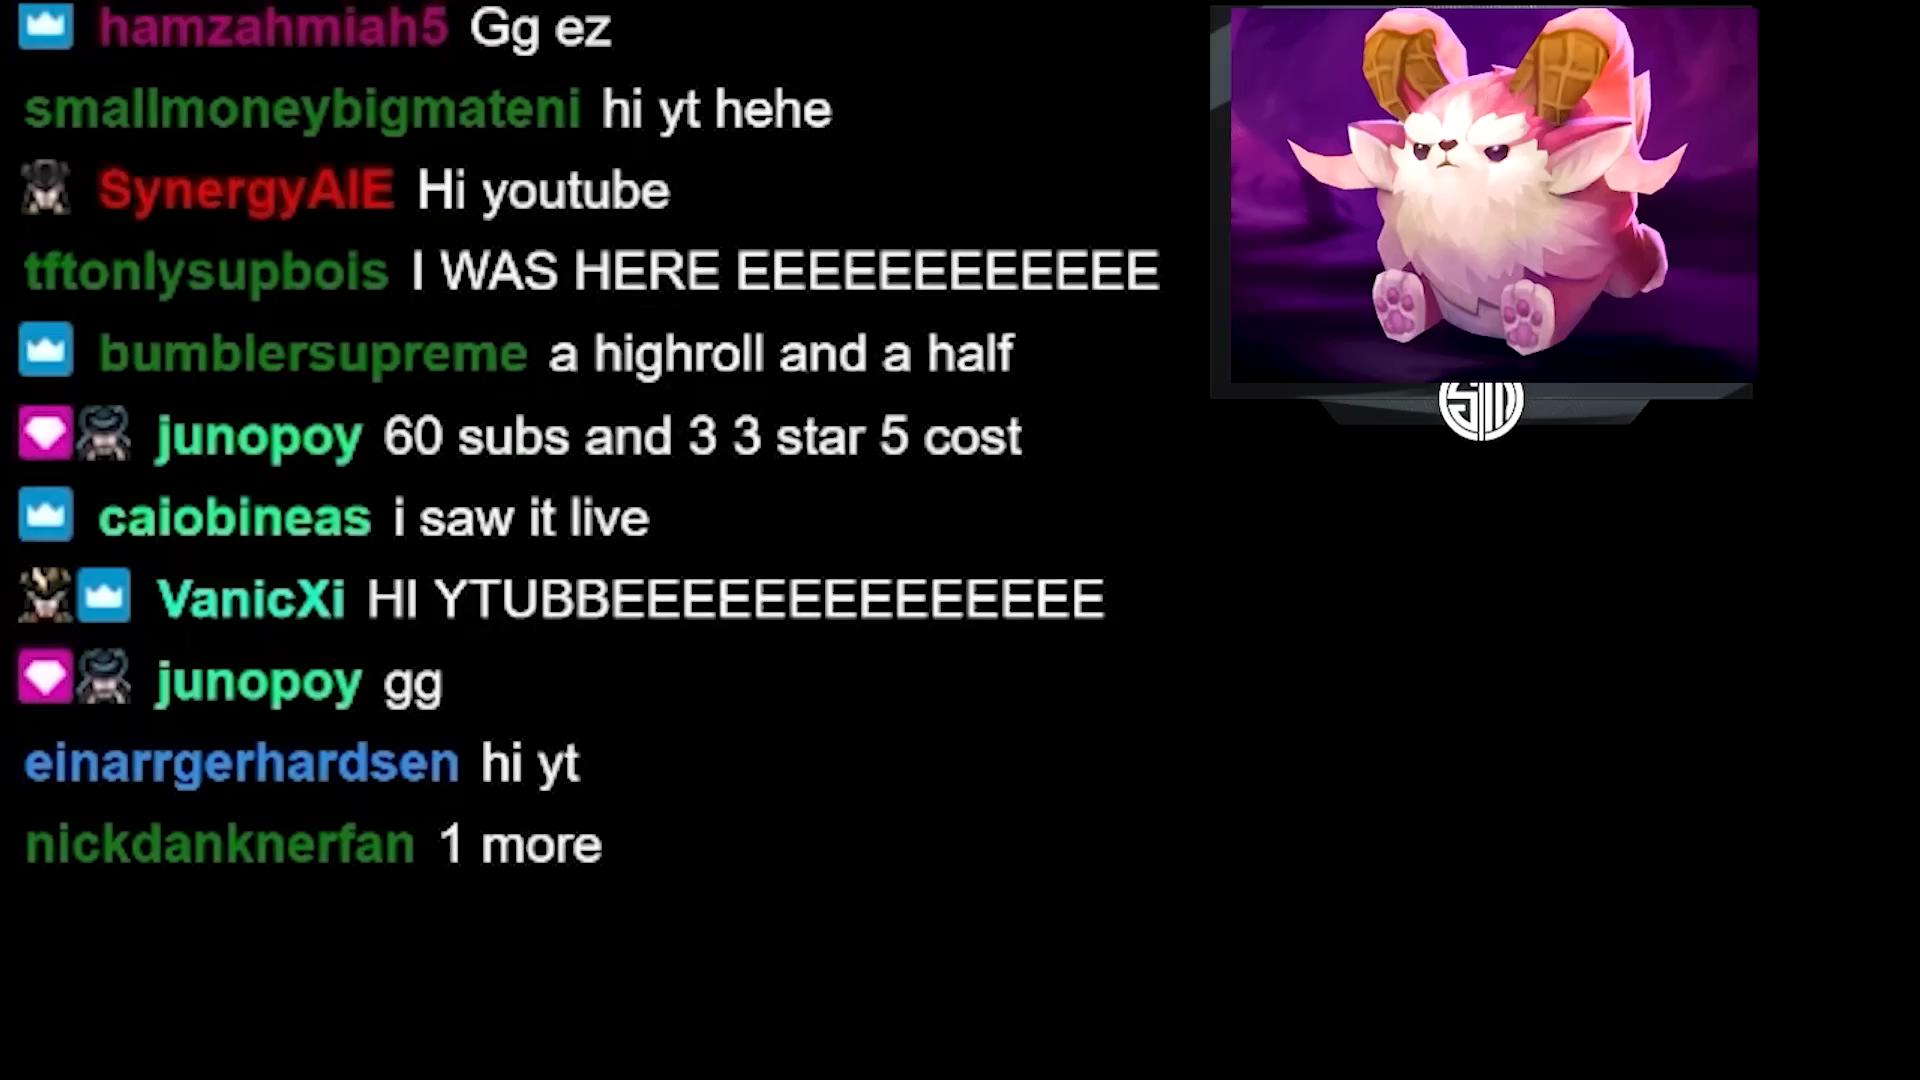 hamzahmiah5 Gg ez
smallmoneybigmateni hi yt hehe
SynergyAIE Hi youtube
tftonlysupbois I WAS HERE EEEEEEEEEEEE
bumblersupreme a highroll and a half
junopoy 60 subs and 3 3 star 5 cost
caiobineas i saw it live
VanicXi HI YTUBBEEEEEEEEEEEEEE
junopoy gg
einarrgerhardsen hi yt
nickdanknerfan 1 more
TSM